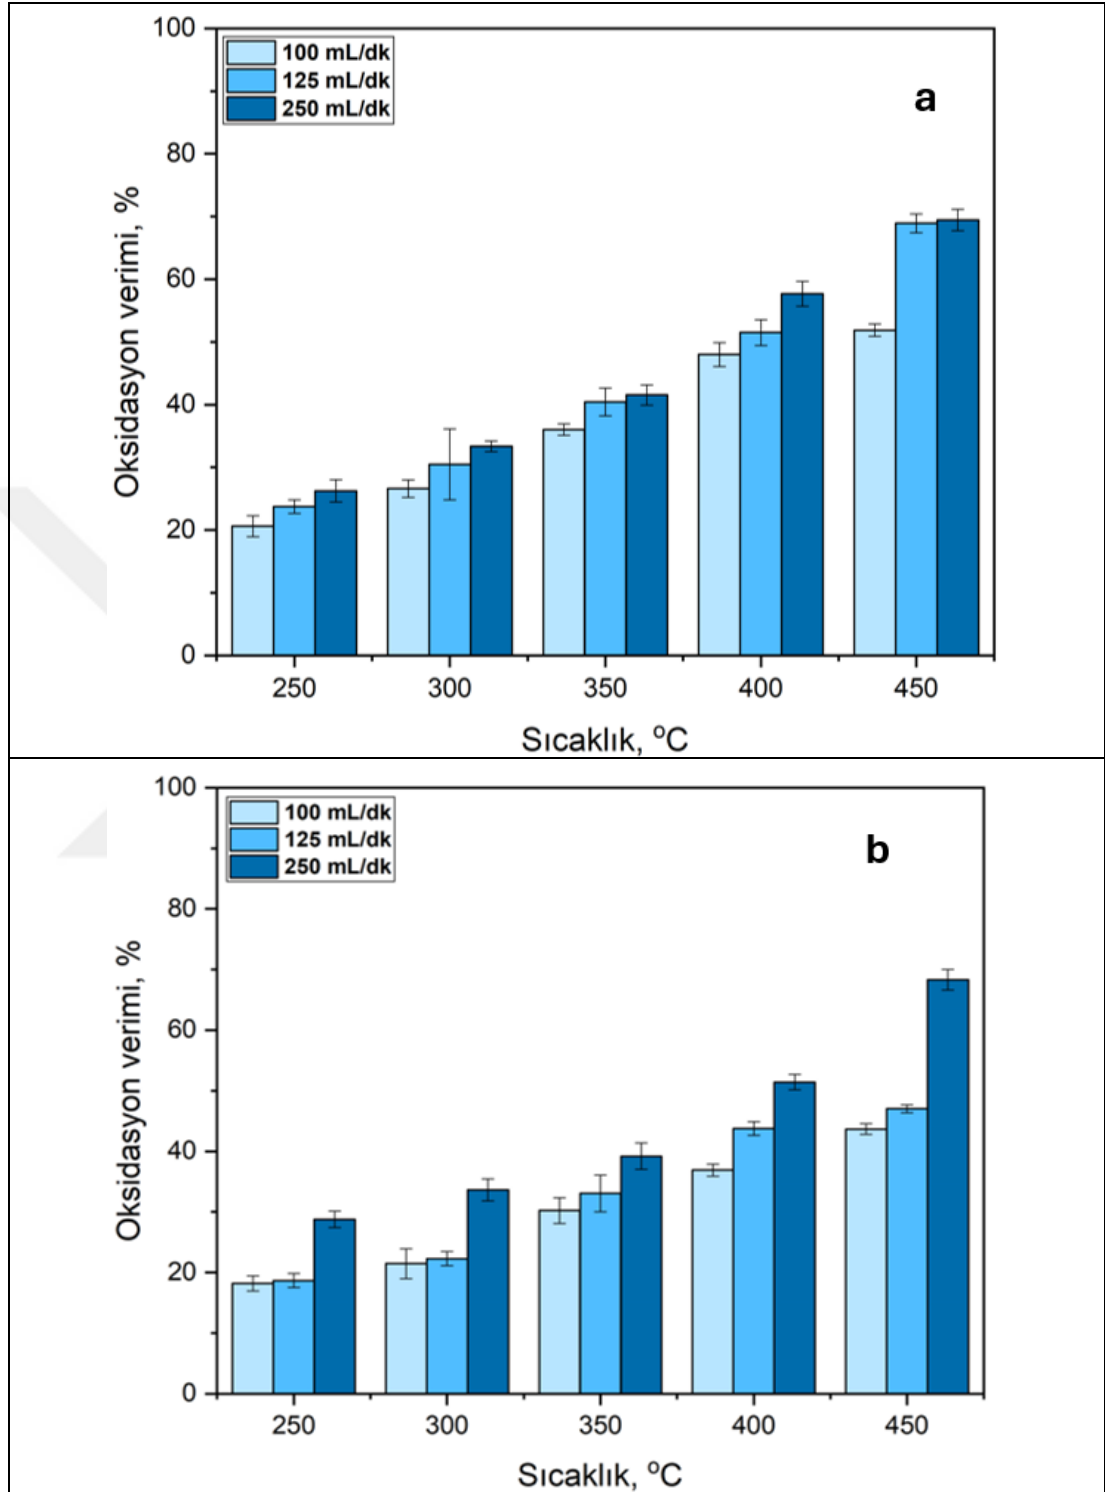 100
80
60
40
20
0
Oksidasyon verimi, %
100 mL/dk
125 mL/dk
250 mL/dk
a
250 300 350 400 450
Sıcaklık, °C
100
80
60
40
20
0
Oksidasyon verimi, %
100 mL/dk
125 mL/dk
250 mL/dk
b
250 300 350 400 450
Sıcaklık, °C